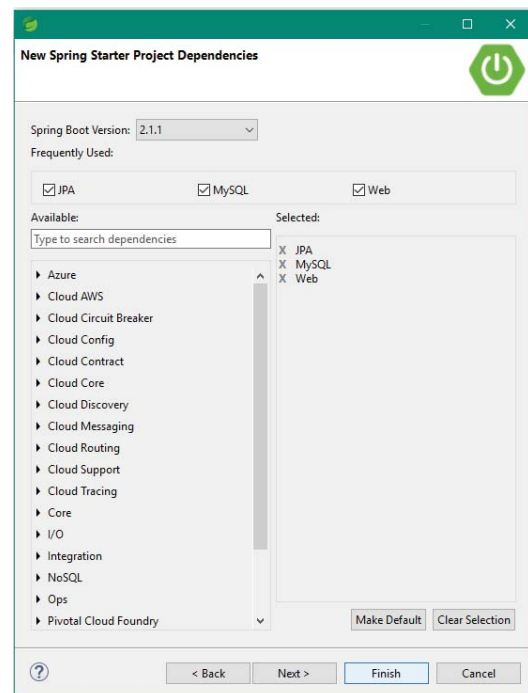 New Spring Starter Project Dependencies
Spring Boot Version: 2.1.1
Frequently Used:
JPA MySQL Web
Available: Selected:
Type to search dependencies
X JPA
X MySQL
X Web
Azure
Cloud AWS
Cloud Circuit Breaker
Cloud Config
Cloud Contract
Cloud Core
Cloud Discovery
Cloud Messaging
Cloud Routing
Cloud Support
Cloud Tracing
Core
I/O
Integration
NoSQL
Ops
Pivotal Cloud Foundry
Make Default Clear Selection
? < Back Next > Finish Cancel